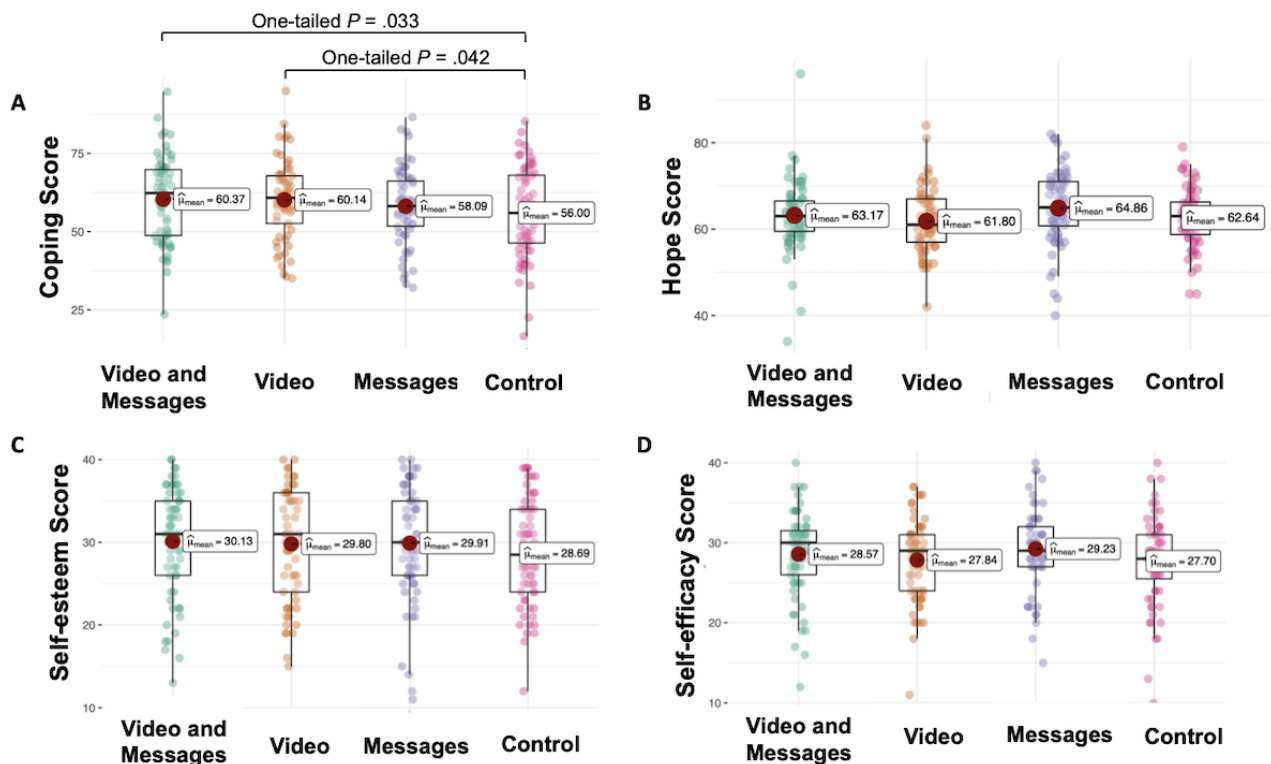 One-tailed P = .033
One-tailed P = .042
A
Coping Score
75
50
25
μ̂mean = 60.37
μ̂mean = 60.14
μ̂mean = 58.09
μ̂mean = 56.00
Video and
Messages
Video
Messages
Control
B
Hope Score
80
60
40
μ̂mean = 63.17
μ̂mean = 61.80
μ̂mean = 64.86
μ̂mean = 62.64
Video and
Messages
Video
Messages
Control
C
Self-esteem Score
40
30
20
10
μ̂mean = 30.13
μ̂mean = 29.80
μ̂mean = 29.91
μ̂mean = 28.69
Video and
Messages
Video
Messages
Control
D
Self-efficacy Score
40
30
20
10
μ̂mean = 28.57
μ̂mean = 27.84
μ̂mean = 29.23
μ̂mean = 27.70
Video and
Messages
Video
Messages
Control